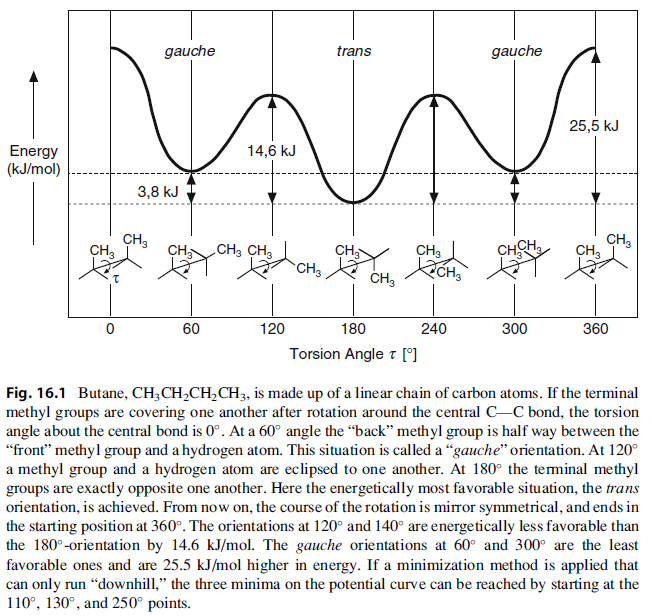 gauche trans gauche
Energy
(kJ/mol)
25,5 kJ
14,6 kJ
3,8 kJ
CH3 CH3 CH3 CH3 CH3 CH3 CH3 CH3 CH3 CH3 CH3 CH3 CH3 CH3
τ
0 60 120 180 240 300 360
Torsion Angle τ [°]
Fig. 16.1 Butane, CH3CH2CH2CH3, is made up of a linear chain of carbon atoms. If the terminal
methyl groups are covering one another after rotation around the central C—C bond, the torsion
angle about the central bond is 0°. At a 60° angle the “back” methyl group is half way between the
“front” methyl group and a hydrogen atom. This situation is called a “gauche” orientation. At 120°
a methyl group and a hydrogen atom are eclipsed to one another. At 180° the terminal methyl
groups are exactly opposite one another. Here the energetically most favorable situation, the trans
orientation, is achieved. From now on, the course of the rotation is mirror symmetrical, and ends in
the starting position at 360°. The orientations at 120° and 140° are energetically less favorable than
the 180°-orientation by 14.6 kJ/mol. The gauche orientations at 60° and 300° are the least
favorable ones and are 25.5 kJ/mol higher in energy. If a minimization method is applied that
can only run “downhill,” the three minima on the potential curve can be reached by starting at the
110°, 130°, and 250° points.